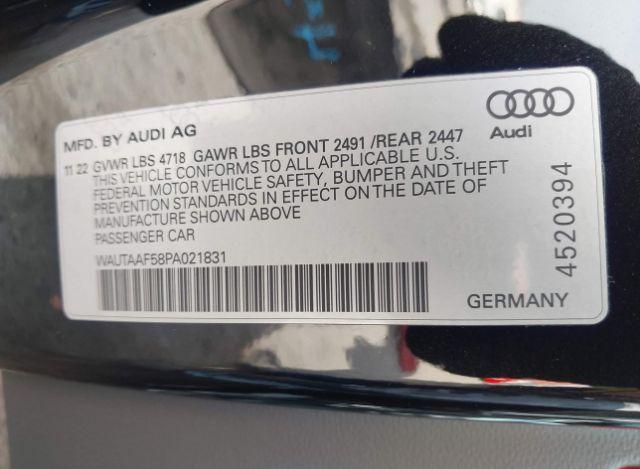 MFD. BY AUDI AG
11 22 GVWR LBS 4718 GAWR LBS FRONT 2491 /REAR 2447
THIS VEHICLE CONFORMS TO ALL APPLICABLE U.S.
FEDERAL MOTOR VEHICLE SAFETY, BUMPER AND THEFT
PREVENTION STANDARDS IN EFFECT ON THE DATE OF
MANUFACTURE SHOWN ABOVE
PASSENGER CAR
WAUTAAF58PA021831
Audi
4520394
GERMANY